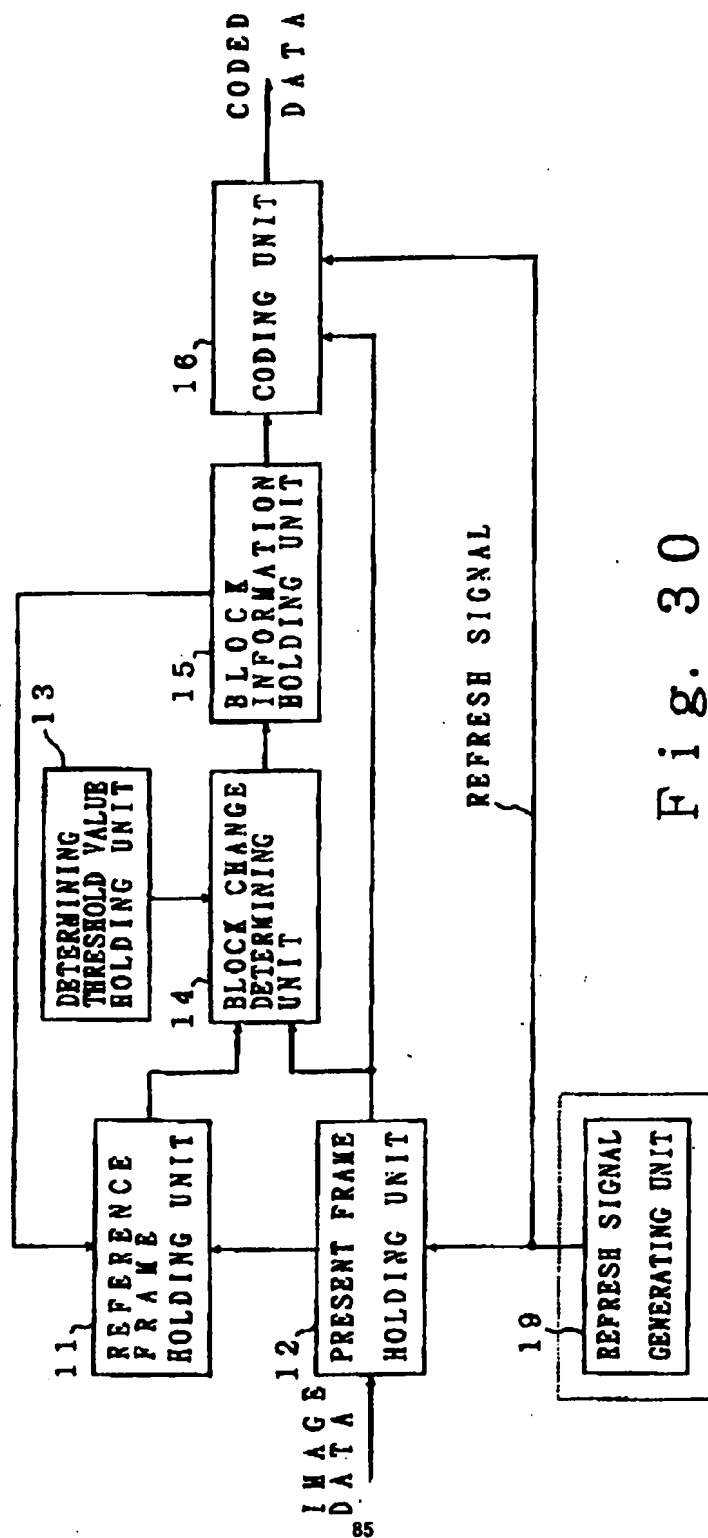 IMAGE
DATA
12
PRESENT FRAME
HOLDING UNIT
11
REFERENCE
FRAME
HOLDING UNIT
13
DETERMINING
THRESHOLD VALUE
HOLDING UNIT
14
BLOCK CHANGE
DETERMINING
UNIT
15
BLOCK
INFORMATION
HOLDING UNIT
16
CODING UNIT
CODED
DATA
19
REFRESH SIGNAL
GENERATING UNIT
REFRESH SIGNAL
Fig. 30
85